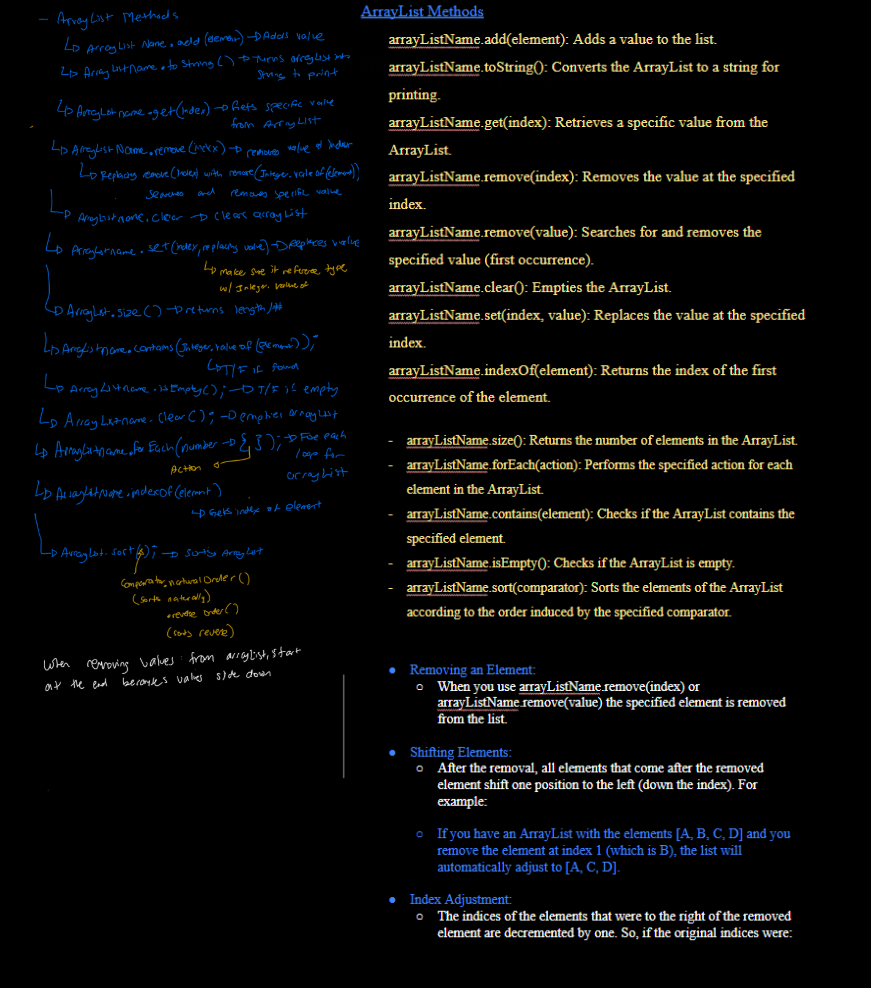 - ArrayList Methods
↳ ArrayList Name.add(element) → Adds value
↳ ArrayListname.toString() → turns arraylist into
String to print
↳ ArrayListname.get(index) → Gets specific value
from ArrayList
↳ ArrayList Name.remove(index) → removes value at index
↳ Replacing remove(index) with remove(Integer.valueOf(element))
searches and removes specific value
↳ ArrayListname.clear → clears arrayList
↳ ArrayListname.set(index, replacing value) → Replaces value
↳ make sure it reference type
w/ Integer.valueOf
↳ ArrayList.size() → returns length/#
↳ ArrayListname.contains(Integer.valueOf(element));
↳ T/F if found
↳ ArrayListname.isEmpty(); → T/F if empty
↳ ArrayListname.clear(); → empties arrayList
↳ ArrayListname.forEach(number → { }); → For each
loop for
arrayList
Action
↳ ArrayListname.indexOf(element)
↳ Gets index of element
↳ ArrayList.sort(); → Sorts ArrayList
Comparator.naturalOrder()
(sorts naturally)
.reverse order()
(sorts reverse)
When removing values from arraylist, start
at the end because values slide down
ArrayList Methods
arrayListName.add(element): Adds a value to the list.
arrayListName.toString(): Converts the ArrayList to a string for
printing.
arrayListName.get(index): Retrieves a specific value from the
ArrayList.
arrayListName.remove(index): Removes the value at the specified
index.
arrayListName.remove(value): Searches for and removes the
specified value (first occurrence).
arrayListName.clear(): Empties the ArrayList.
arrayListName.set(index, value): Replaces the value at the specified
index.
arrayListName.indexOf(element): Returns the index of the first
occurrence of the element.
- arrayListName.size(): Returns the number of elements in the ArrayList.
- arrayListName.forEach(action): Performs the specified action for each
element in the ArrayList.
- arrayListName.contains(element): Checks if the ArrayList contains the
specified element.
- arrayListName.isEmpty(): Checks if the ArrayList is empty.
- arrayListName.sort(comparator): Sorts the elements of the ArrayList
according to the order induced by the specified comparator.
• Removing an Element:
○ When you use arrayListName.remove(index) or
arrayListName.remove(value) the specified element is removed
from the list.
• Shifting Elements:
○ After the removal, all elements that come after the removed
element shift one position to the left (down the index). For
example:
○ If you have an ArrayList with the elements [A, B, C, D] and you
remove the element at index 1 (which is B), the list will
automatically adjust to [A, C, D].
• Index Adjustment:
○ The indices of the elements that were to the right of the removed
element are decremented by one. So, if the original indices were: